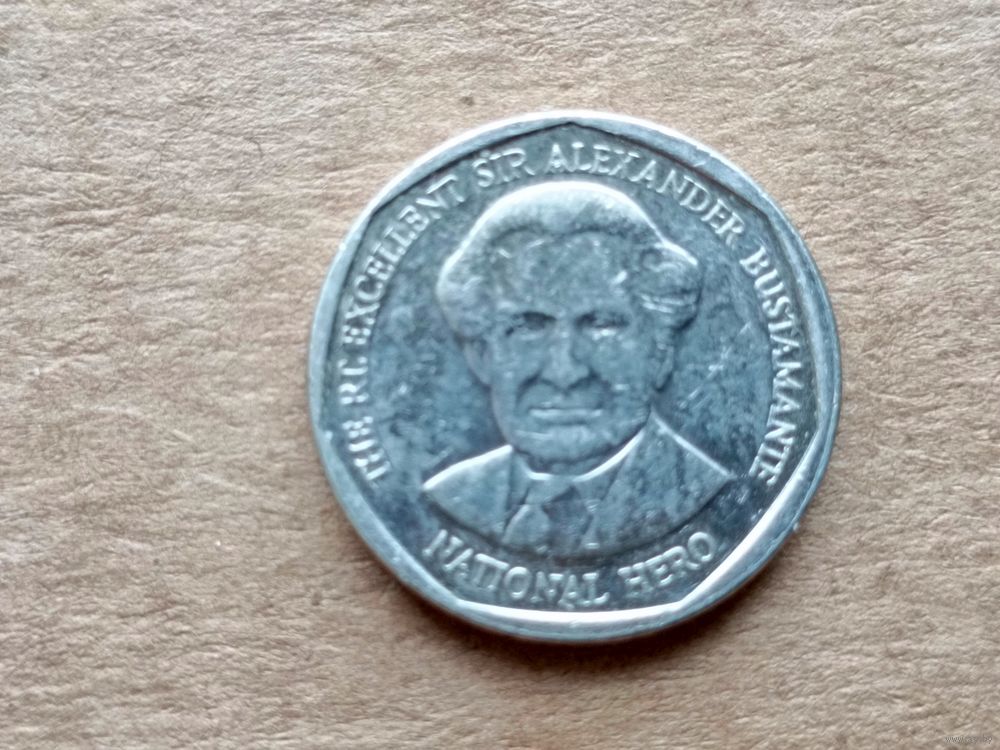 THE RT. EXCELLENT SIR ALEXANDER BUSTAMANTE
NATIONAL HERO